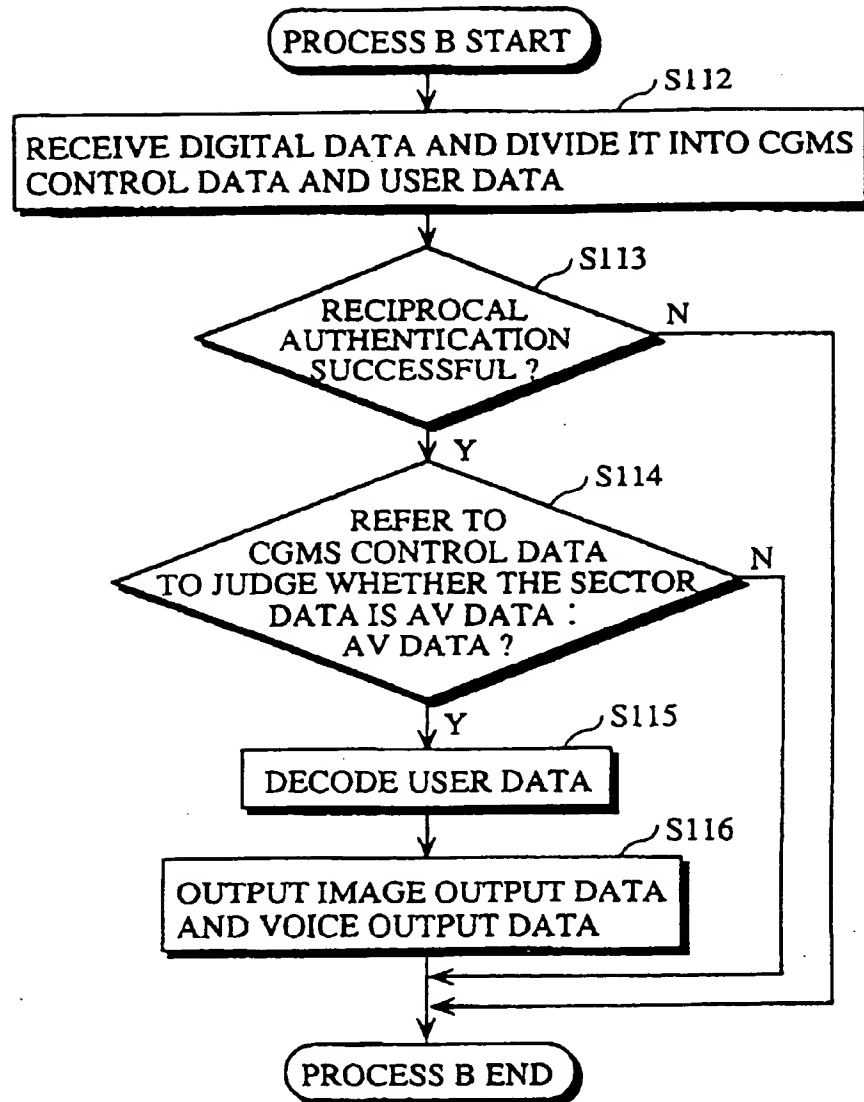 PROCESS B START
S112
RECEIVE DIGITAL DATA AND DIVIDE IT INTO CGMS
CONTROL DATA AND USER DATA
S113
RECIPROCAL
AUTHENTICATION
SUCCESSFUL ?
N
Y
S114
REFER TO
CGMS CONTROL DATA
TO JUDGE WHETHER THE SECTOR
DATA IS AV DATA :
AV DATA ?
N
Y
S115
DECODE USER DATA
S116
OUTPUT IMAGE OUTPUT DATA
AND VOICE OUTPUT DATA
PROCESS B END